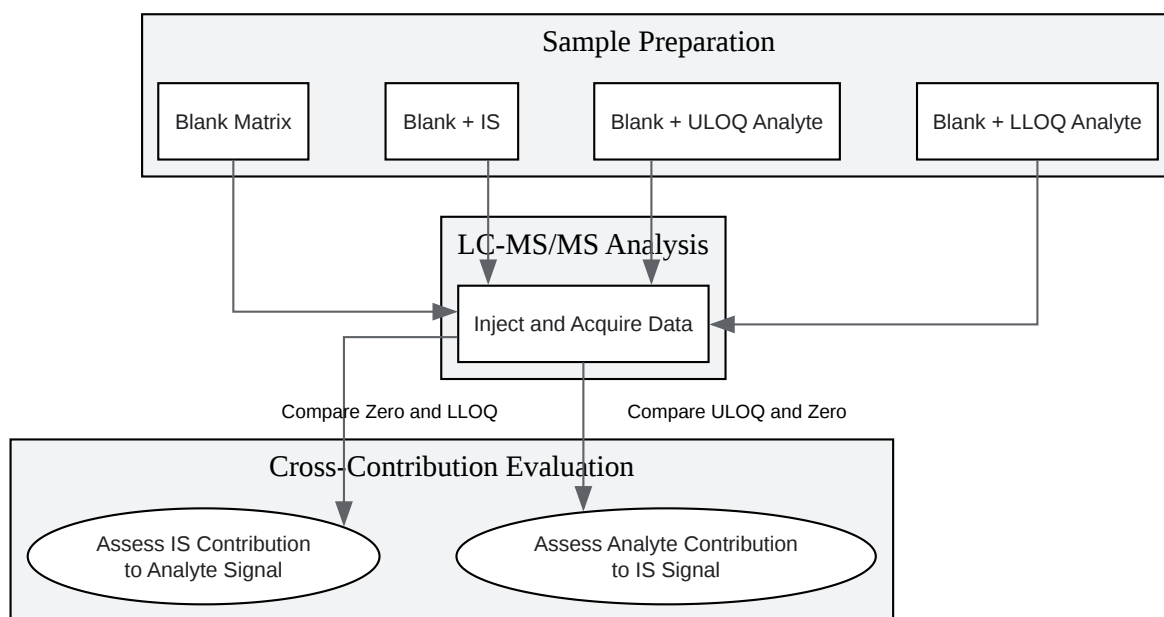 Sample Preparation
Blank Matrix
Blank + IS
Blank + ULOQ Analyte
Blank + LLOQ Analyte
LC-MS/MS Analysis
Inject and Acquire Data
Compare Zero and LLOQ
Compare ULOQ and Zero
Cross-Contribution Evaluation
Assess IS Contribution
to Analyte Signal
Assess Analyte Contribution
to IS Signal